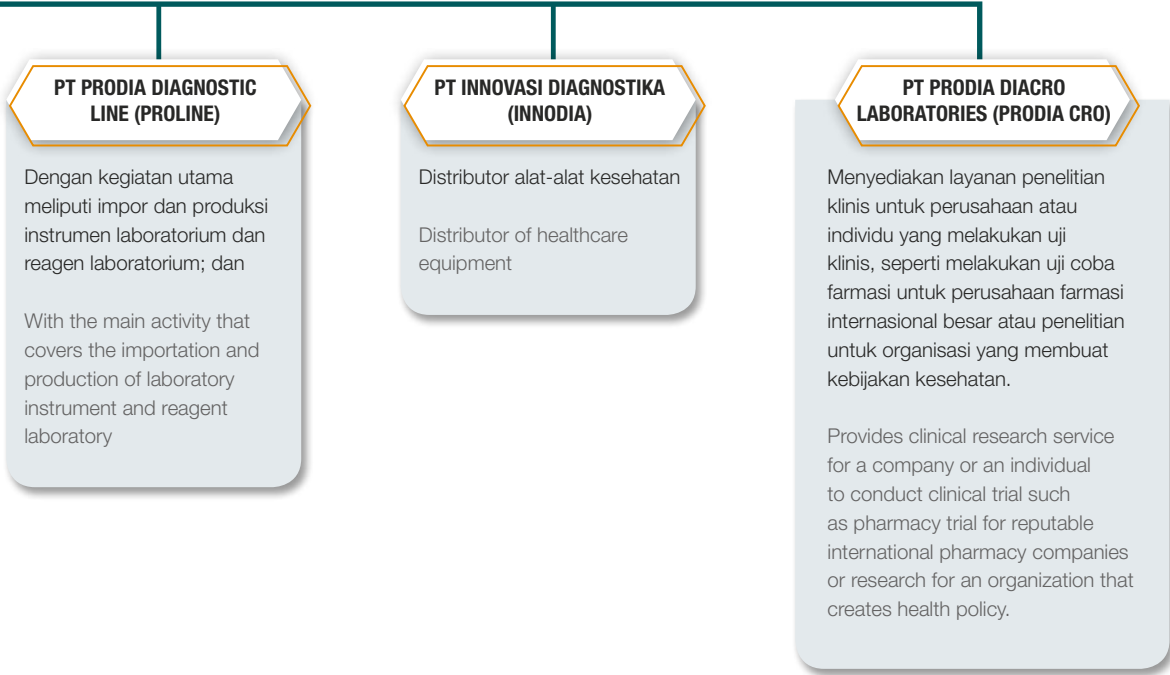 PT PRODIA DIAGNOSTIC
LINE (PROLINE)
Dengan kegiatan utama
meliputi impor dan produksi
instrumen laboratorium dan
reagen laboratorium; dan
With the main activity that
covers the importation and
production of laboratory
instrument and reagent
laboratory
PT INNOVASI DIAGNOSTIKA
(INNODIA)
Distributor alat-alat kesehatan
Distributor of healthcare
equipment
PT PRODIA DIACRO
LABORATORIES (PRODIA CRO)
Menyediakan layanan penelitian
klinis untuk perusahaan atau
individu yang melakukan uji
klinis, seperti melakukan uji coba
farmasi untuk perusahaan farmasi
internasional besar atau penelitian
untuk organisasi yang membuat
kebijakan kesehatan.
Provides clinical research service
for a company or an individual
to conduct clinical trial such
as pharmacy trial for reputable
international pharmacy companies
or research for an organization that
creates health policy.